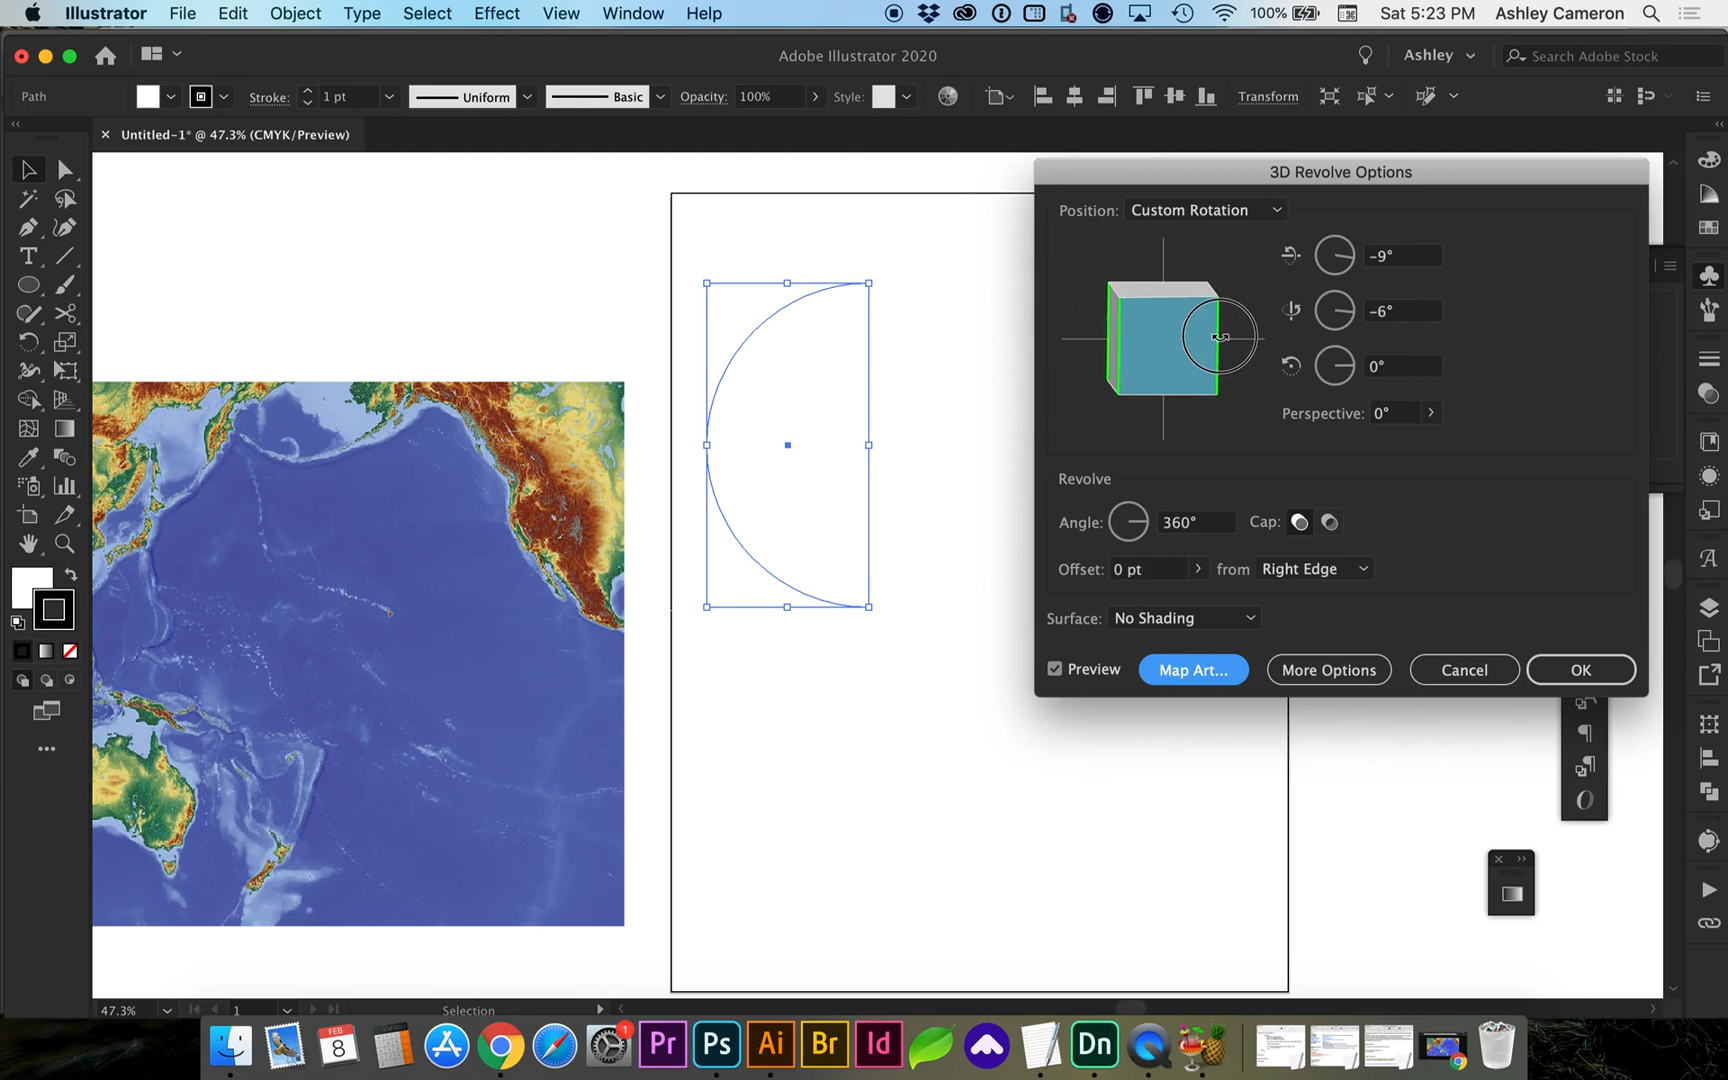 Illustrator File Edit Object Type Select Effect View Window Help 100% Sat 5:23 PM Ashley Cameron
Adobe Illustrator 2020 Ashley Search Adobe Stock
Path Stroke: 1 pt Uniform Basic Opacity: 100% Style: Transform
× Untitled-1* @ 47.3% (CMYK/Preview)
3D Revolve Options
Position: Custom Rotation
-9°
-6°
0°
Perspective: 0°
Revolve
Angle: 360° Cap:
Offset: 0 pt from Right Edge
Surface: No Shading
Preview Map Art... More Options Cancel OK
47.3% 1 Selection
FEB
8
1
Pr Ps Ai Br Id Dn